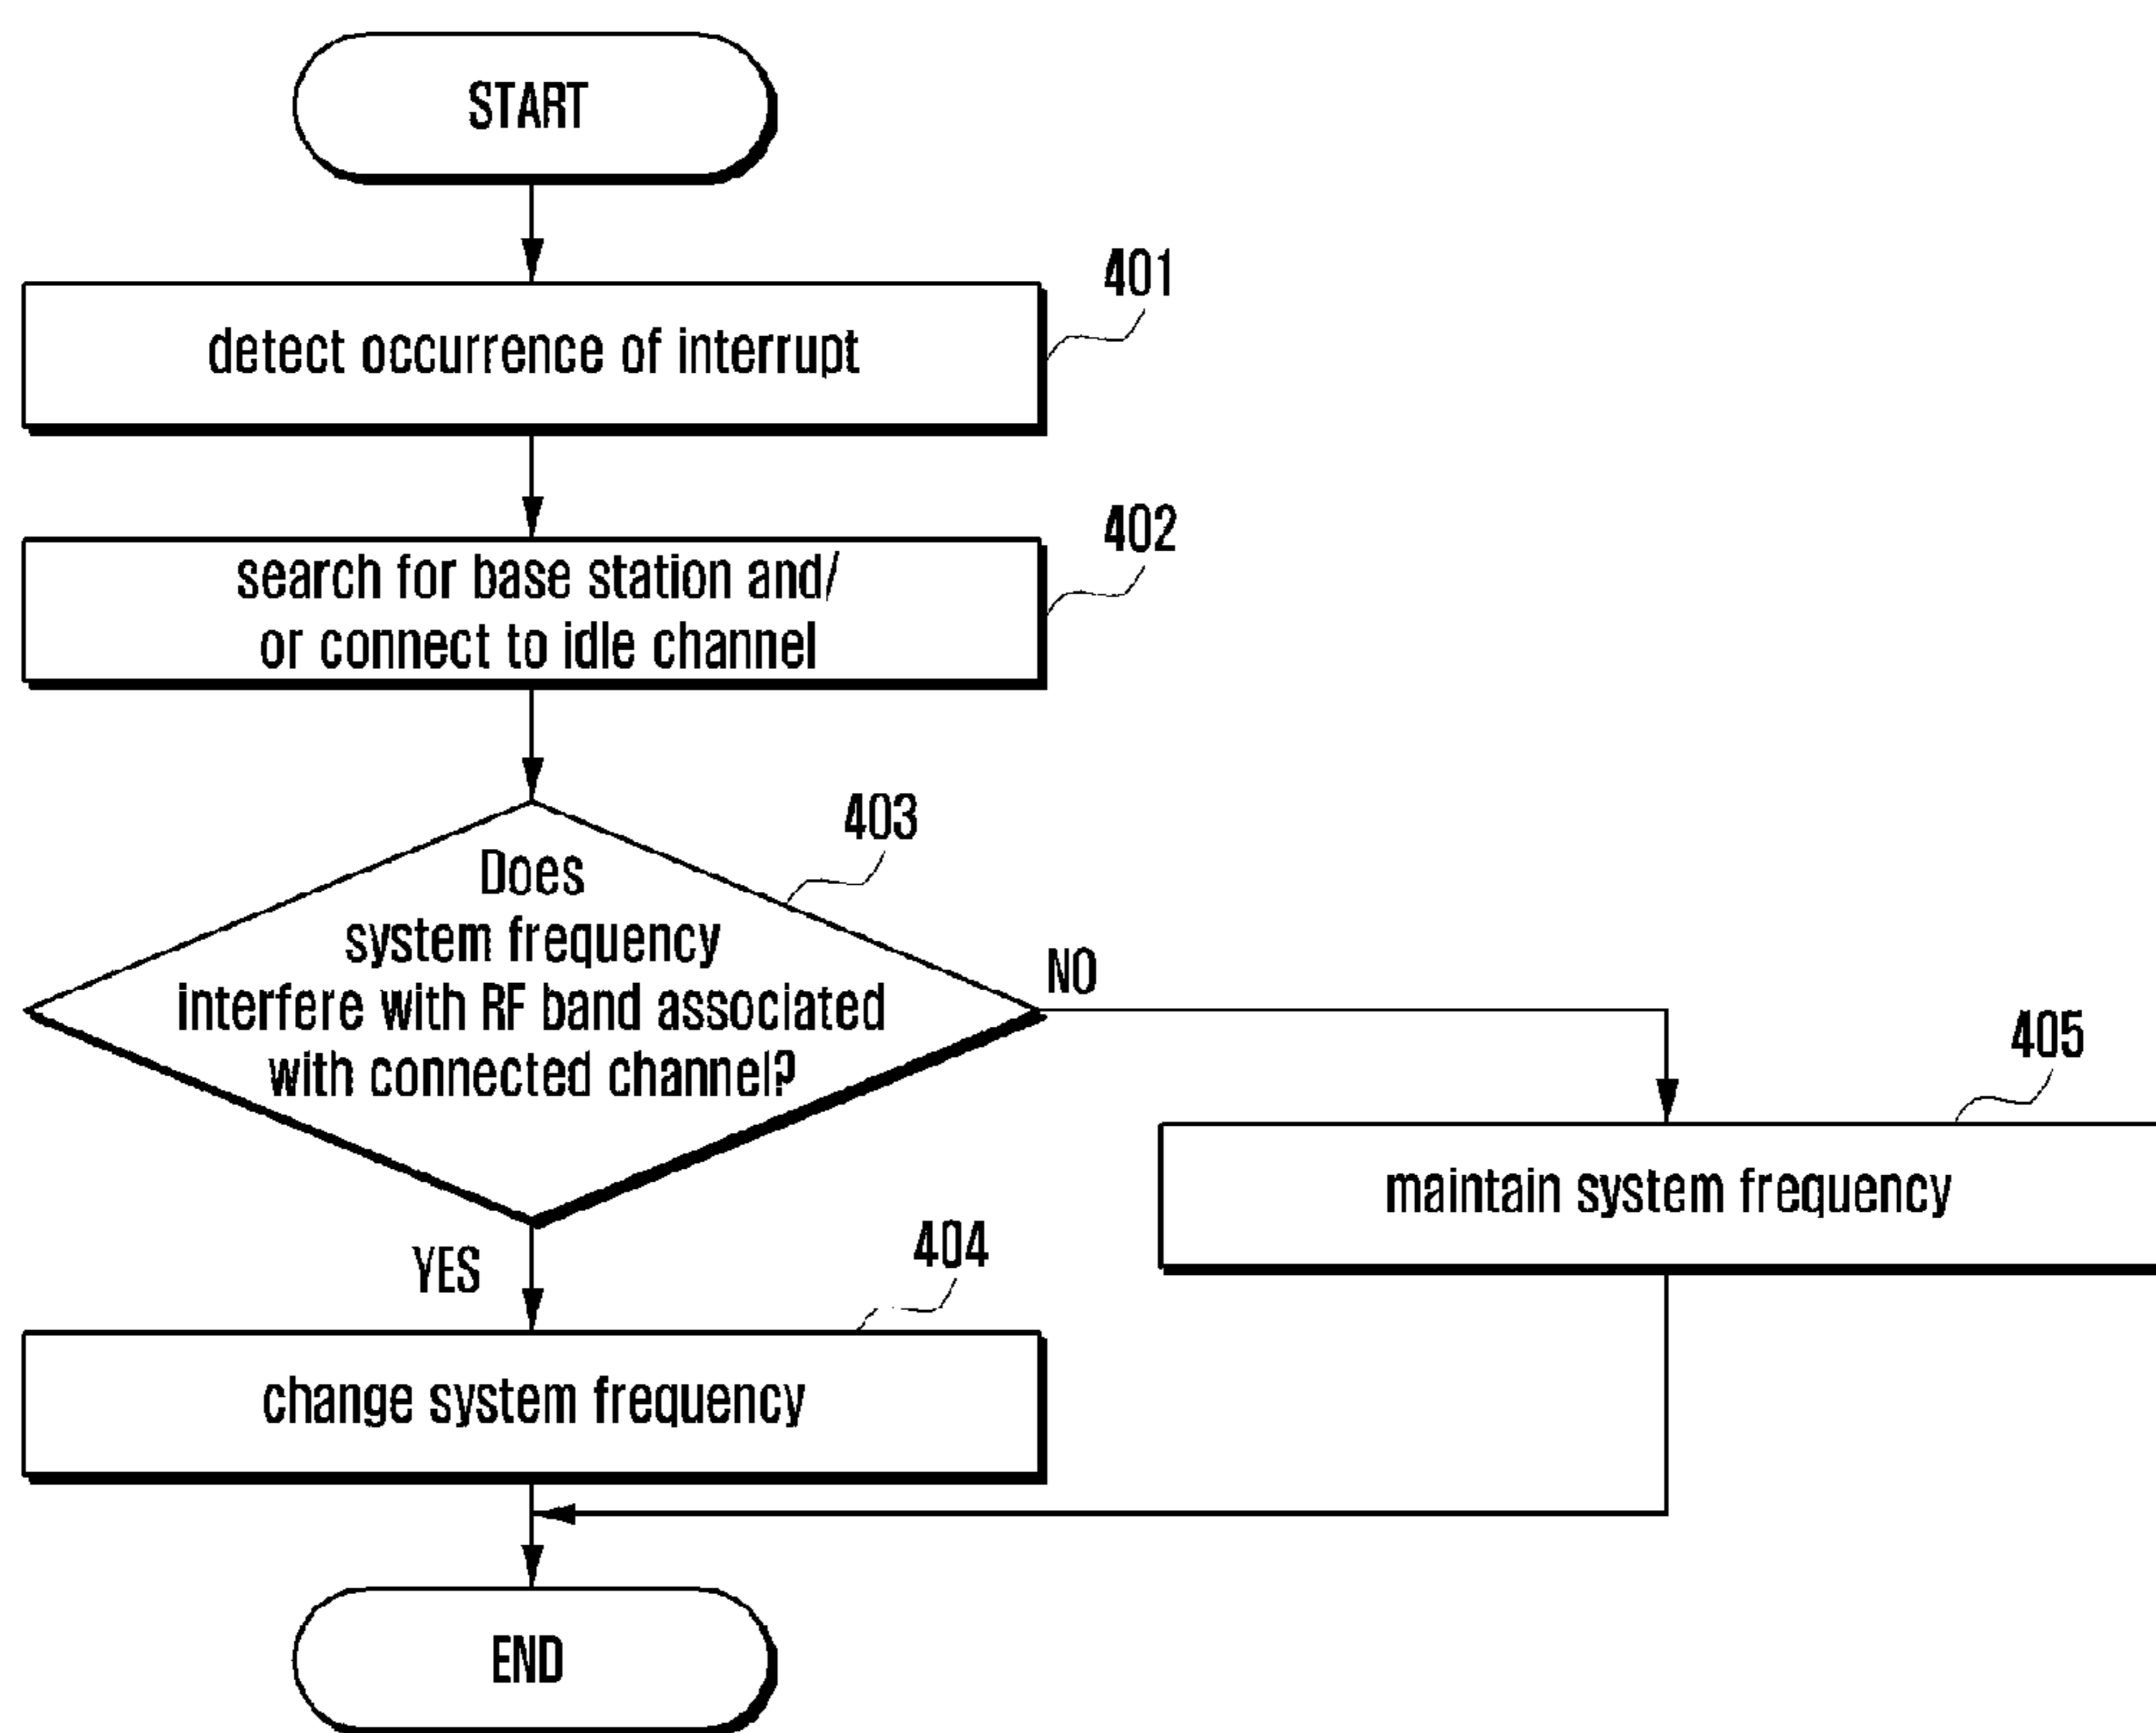 START
401
detect occurrence of interrupt
402
search for base station and/
or connect to idle channel
403
Does
system frequency
interfere with RF band associated
with connected channel?
NO
405
maintain system frequency
YES
404
change system frequency
END